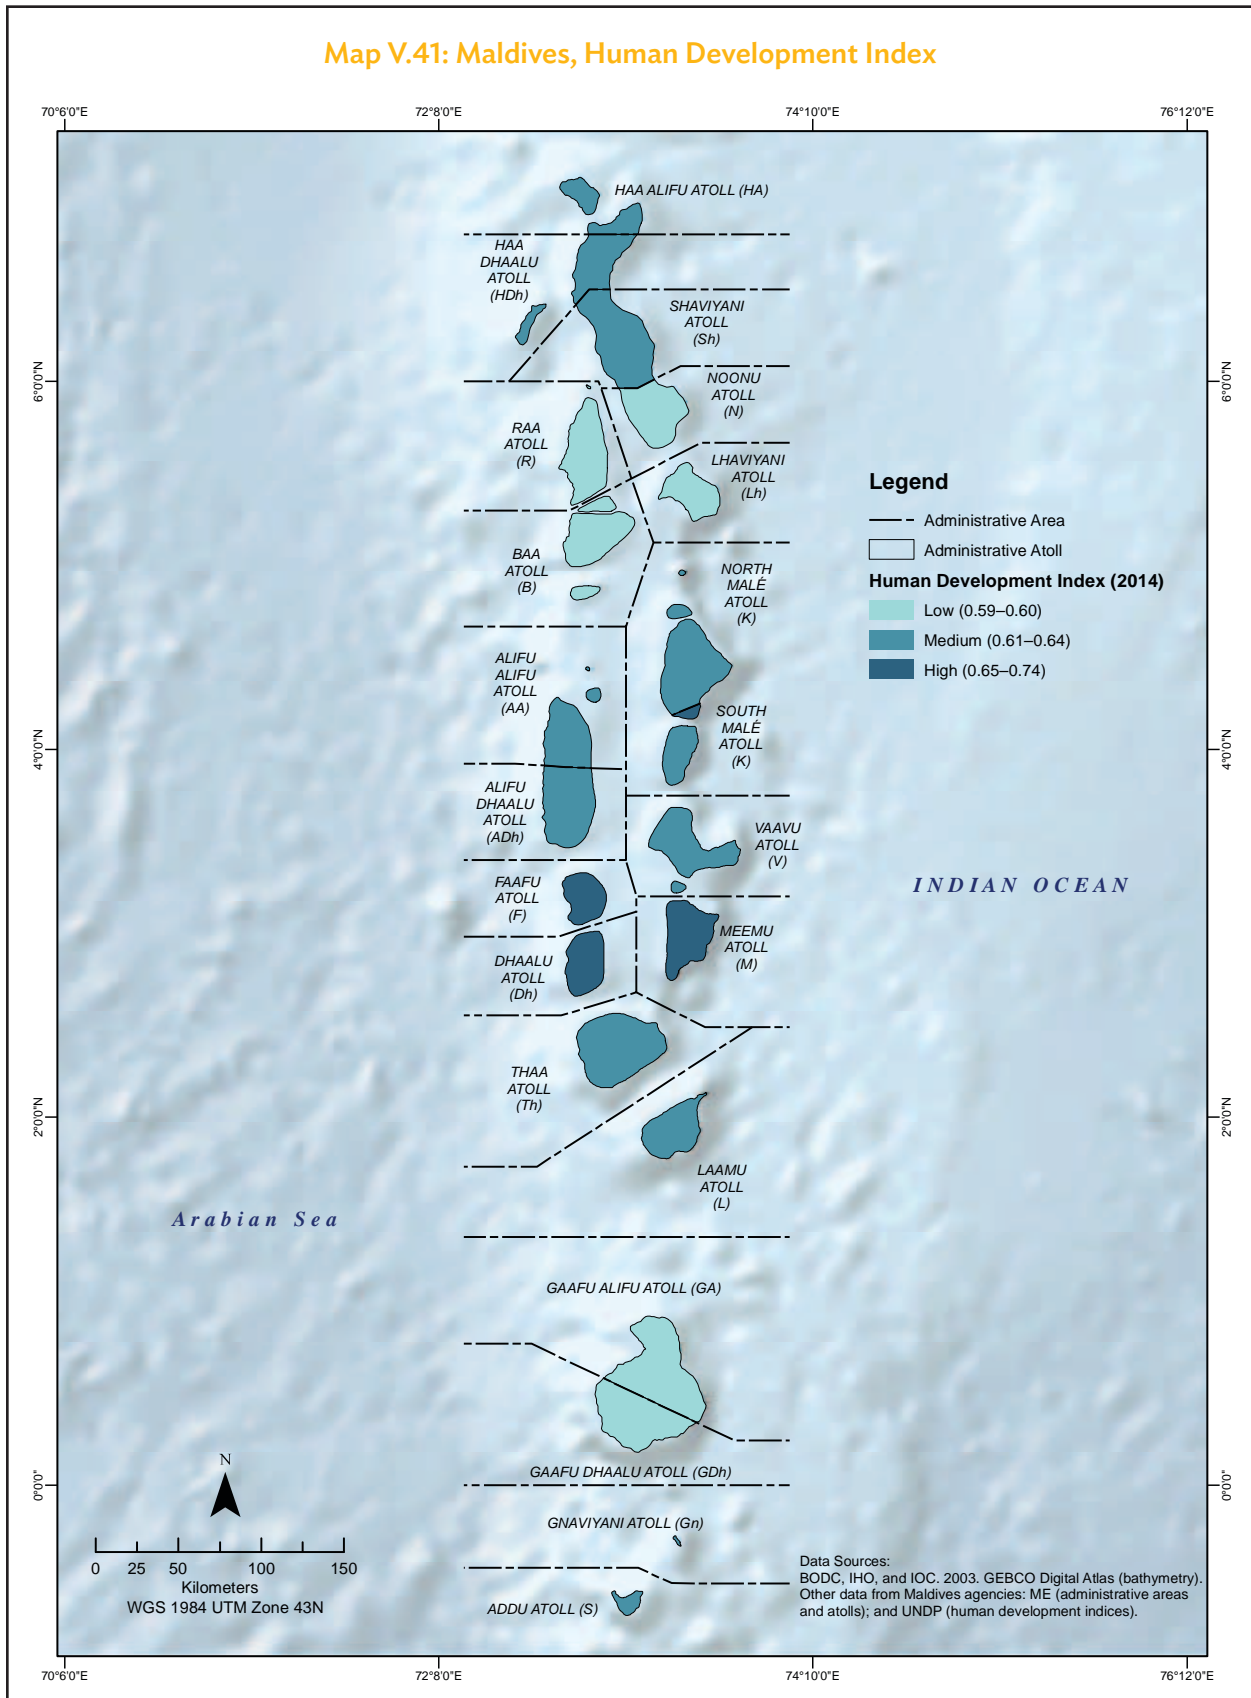 Map V.41: Maldives, Human Development Index
70°6'0"E
72°8'0"E
74°10'0"E
76°12'0"E
HAA ALIFU ATOLL (HA)
HAA
DHAALU
ATOLL
(HDh)
SHAVIYANI
ATOLL
(Sh)
6°0'0"N
6°0'0"N
NOONU
ATOLL
(N)
RAA
ATOLL
(R)
LHAVIYANI
ATOLL
(Lh)
BAA
ATOLL
(B)
NORTH
MALÉ
ATOLL
(K)
Legend
Administrative Area
Administrative Atoll
Human Development Index (2014)
Low (0.59–0.60)
Medium (0.61–0.64)
High (0.65–0.74)
ALIFU
ALIFU
ATOLL
(AA)
SOUTH
MALÉ
ATOLL
(K)
4°0'0"N
4°0'0"N
ALIFU
DHAALU
ATOLL
(ADh)
VAAVU
ATOLL
(V)
FAAFU
ATOLL
(F)
INDIAN OCEAN
MEEMU
ATOLL
(M)
DHAALU
ATOLL
(Dh)
THAA
ATOLL
(Th)
2°0'0"N
2°0'0"N
LAAMU
ATOLL
(L)
Arabian Sea
GAAFU ALIFU ATOLL (GA)
GAAFU DHAALU ATOLL (GDh)
0°0'0"
0°0'0"
GNAVIYANI ATOLL (Gn)
ADDU ATOLL (S)
N
0 25 50 100 150
Kilometers
WGS 1984 UTM Zone 43N
Data Sources:
BODC, IHO, and IOC. 2003. GEBCO Digital Atlas (bathymetry).
Other data from Maldives agencies: ME (administrative areas
and atolls); and UNDP (human development indices).
70°6'0"E
72°8'0"E
74°10'0"E
76°12'0"E